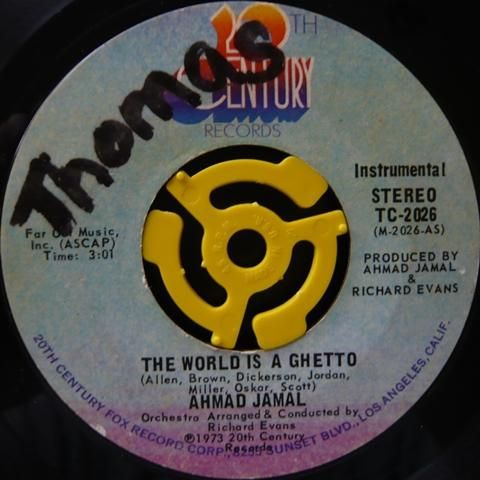 20TH
CENTURY
RECORDS
Thomas
Instrumental
STEREO
TC-2026
(M-2026-AS)
Far Out Music,
Inc. (ASCAP)
Time: 3:01
PRODUCED BY
AHMAD JAMAL
&
RICHARD EVANS
THE WORLD IS A GHETTO
(Allen, Brown, Dickerson, Jordan,
Miller, Oskar, Scott)
AHMAD JAMAL
Orchestra Arranged & Conducted by
Richard Evans
℗1973 20th Century
Records
20TH CENTURY FOX RECORD CORP., 8255 SUNSET BLVD., LOS ANGELES, CALIF.